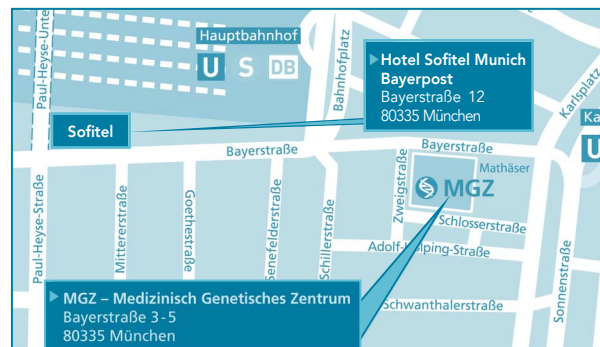 Paul-Heyse-Unte
Hauptbahnhof
U S DB
Bahnhofplatz
Hotel Sofitel Munich
Bayerpost
Bayerstraße 12
80335 München
Karlsplatz
Ka
U
Sofitel
Bayerstraße
Bayerstraße
Mathäser
MGZ
Paul-Heyse-Straße
Mittererstraße
Goethestraße
Senefelderstraße
Schillerstraße
Zweigstraße
Schlosserstraße
Adolf-Kolping-Straße
Schwanthalerstraße
Sonnenstraße
MGZ – Medizinisch Genetisches Zentrum
Bayerstraße 3-5
80335 München